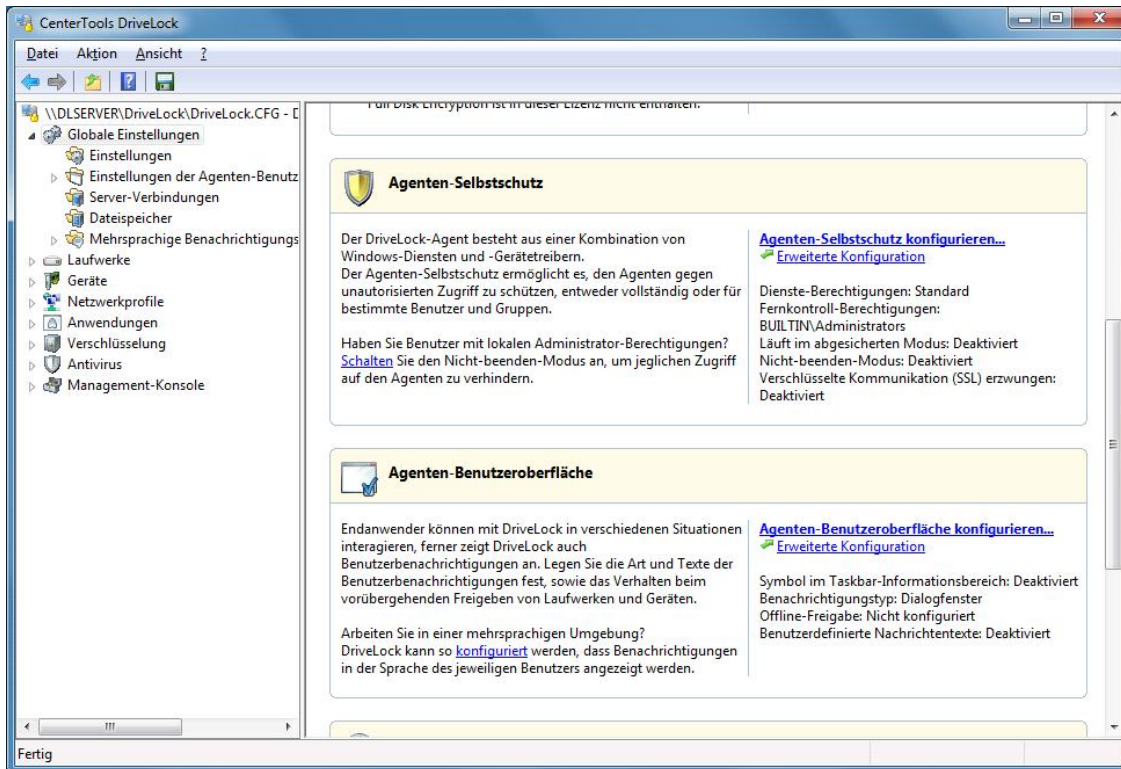 CenterTools DriveLock
Datei Aktion Ansicht ?
\\DLSERVER\DriveLock\DriveLock.CFG - D
Globale Einstellungen
Einstellungen
Einstellungen der Agenten-Benutz
Server-Verbindungen
Dateispeicher
Mehrsprachige Benachrichtigungs
Laufwerke
Geräte
Netzwerkprofile
Anwendungen
Verschlüsselung
Antivirus
Management-Konsole
Full Disk Encryption ist in dieser Lizenz nicht enthalten.
Agenten-Selbstschutz
Der DriveLock-Agent besteht aus einer Kombination von
Windows-Diensten und -Gerätetreibern.
Der Agenten-Selbstschutz ermöglicht es, den Agenten gegen
unautorisierten Zugriff zu schützen, entweder vollständig oder für
bestimmte Benutzer und Gruppen.
Haben Sie Benutzer mit lokalen Administrator-Berechtigungen?
Schalten Sie den Nicht-beenden-Modus an, um jeglichen Zugriff
auf den Agenten zu verhindern.
Agenten-Selbstschutz konfigurieren...
Erweiterte Konfiguration
Dienste-Berechtigungen: Standard
Fernkontroll-Berechtigungen:
BUILTIN\Administrators
Läuft im abgesicherten Modus: Deaktiviert
Nicht-beenden-Modus: Deaktiviert
Verschlüsselte Kommunikation (SSL) erzwungen:
Deaktiviert
Agenten-Benutzeroberfläche
Endanwender können mit DriveLock in verschiedenen Situationen
interagieren, ferner zeigt DriveLock auch
Benutzerbenachrichtigungen an. Legen Sie die Art und Texte der
Benutzerbenachrichtigungen fest, sowie das Verhalten beim
vorübergehenden Freigeben von Laufwerken und Geräten.
Arbeiten Sie in einer mehrsprachigen Umgebung?
DriveLock kann so konfiguriert werden, dass Benachrichtigungen
in der Sprache des jeweiligen Benutzers angezeigt werden.
Agenten-Benutzeroberfläche konfigurieren...
Erweiterte Konfiguration
Symbol im Taskbar-Informationsbereich: Deaktiviert
Benachrichtigungstyp: Dialogfenster
Offline-Freigabe: Nicht konfiguriert
Benutzerdefinierte Nachrichtentexte: Deaktiviert
Fertig